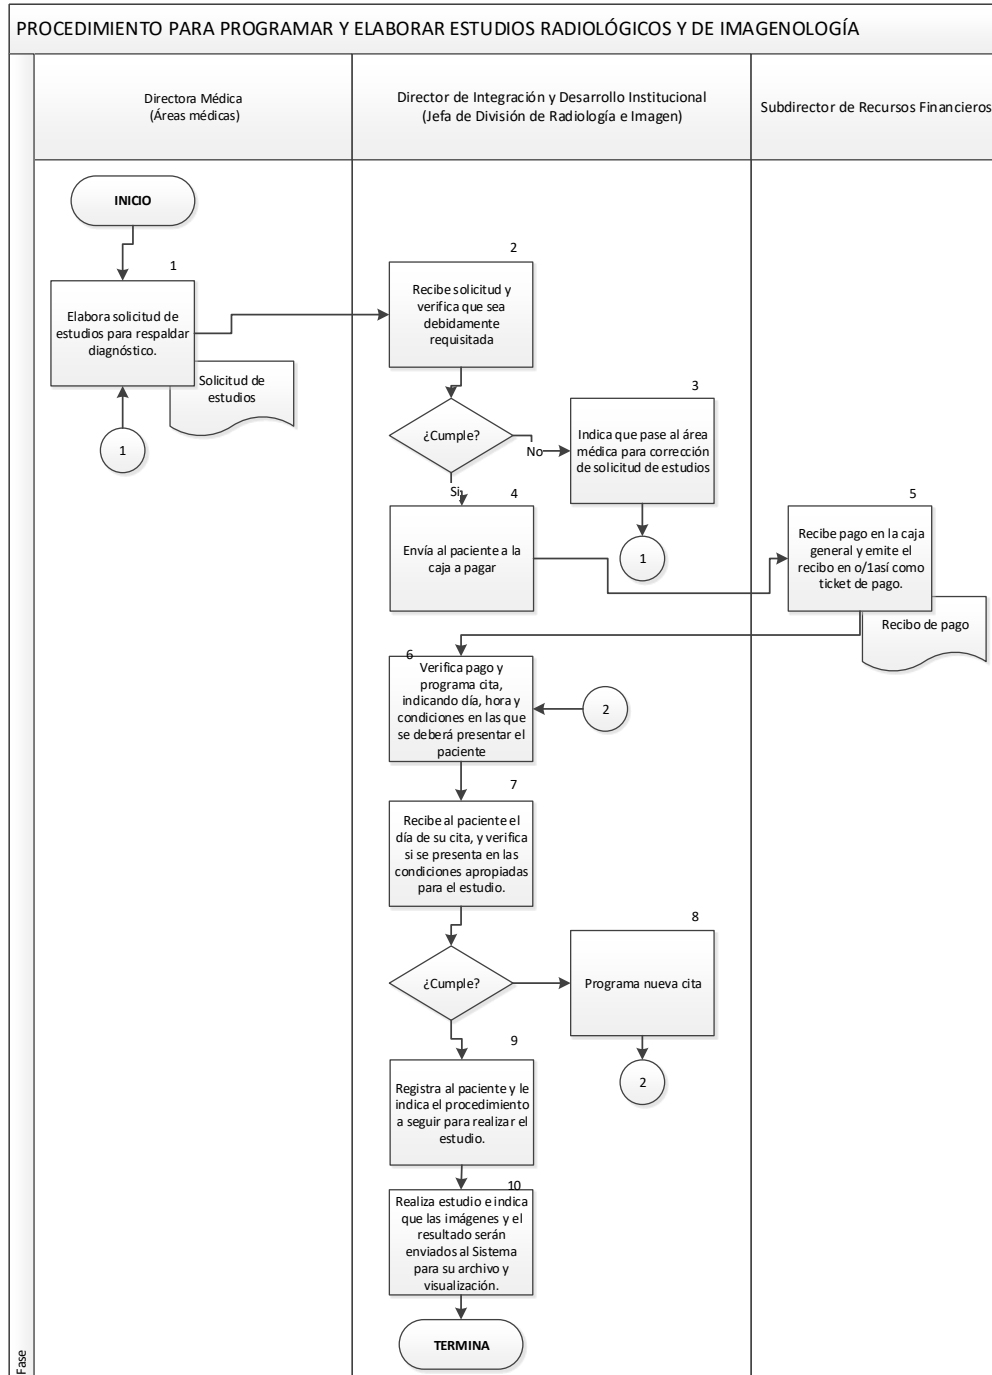 PROCEDIMIENTO PARA PROGRAMAR Y ELABORAR ESTUDIOS RADIOLÓGICOS Y DE IMAGENOLOGÍA
Directora Médica
(Áreas médicas)
Director de Integración y Desarrollo Institucional
(Jefa de División de Radiología e Imagen)
Subdirector de Recursos Financieros
INICIO
1
Elabora solicitud de
estudios para respaldar
diagnóstico.
Solicitud de
estudios
1
2
Recibe solicitud y
verifica que sea
debidamente
requisitada
¿Cumple?
No
Si
3
Indica que pase al área
médica para corrección
de solicitud de estudios
1
4
Envía al paciente a la
caja a pagar
5
Recibe pago en la caja
general y emite el
recibo en o/1así como
ticket de pago.
Recibo de pago
6
Verifica pago y
programa cita,
indicando día, hora y
condiciones en las que
se deberá presentar el
paciente
2
7
Recibe al paciente el
día de su cita, y verifica
si se presenta en las
condiciones apropiadas
para el estudio.
¿Cumple?
8
Programa nueva cita
2
9
Registra al paciente y le
indica el procedimiento
a seguir para realizar el
estudio.
10
Realiza estudio e indica
que las imágenes y el
resultado serán
enviados al Sistema
para su archivo y
visualización.
TERMINA
Fase